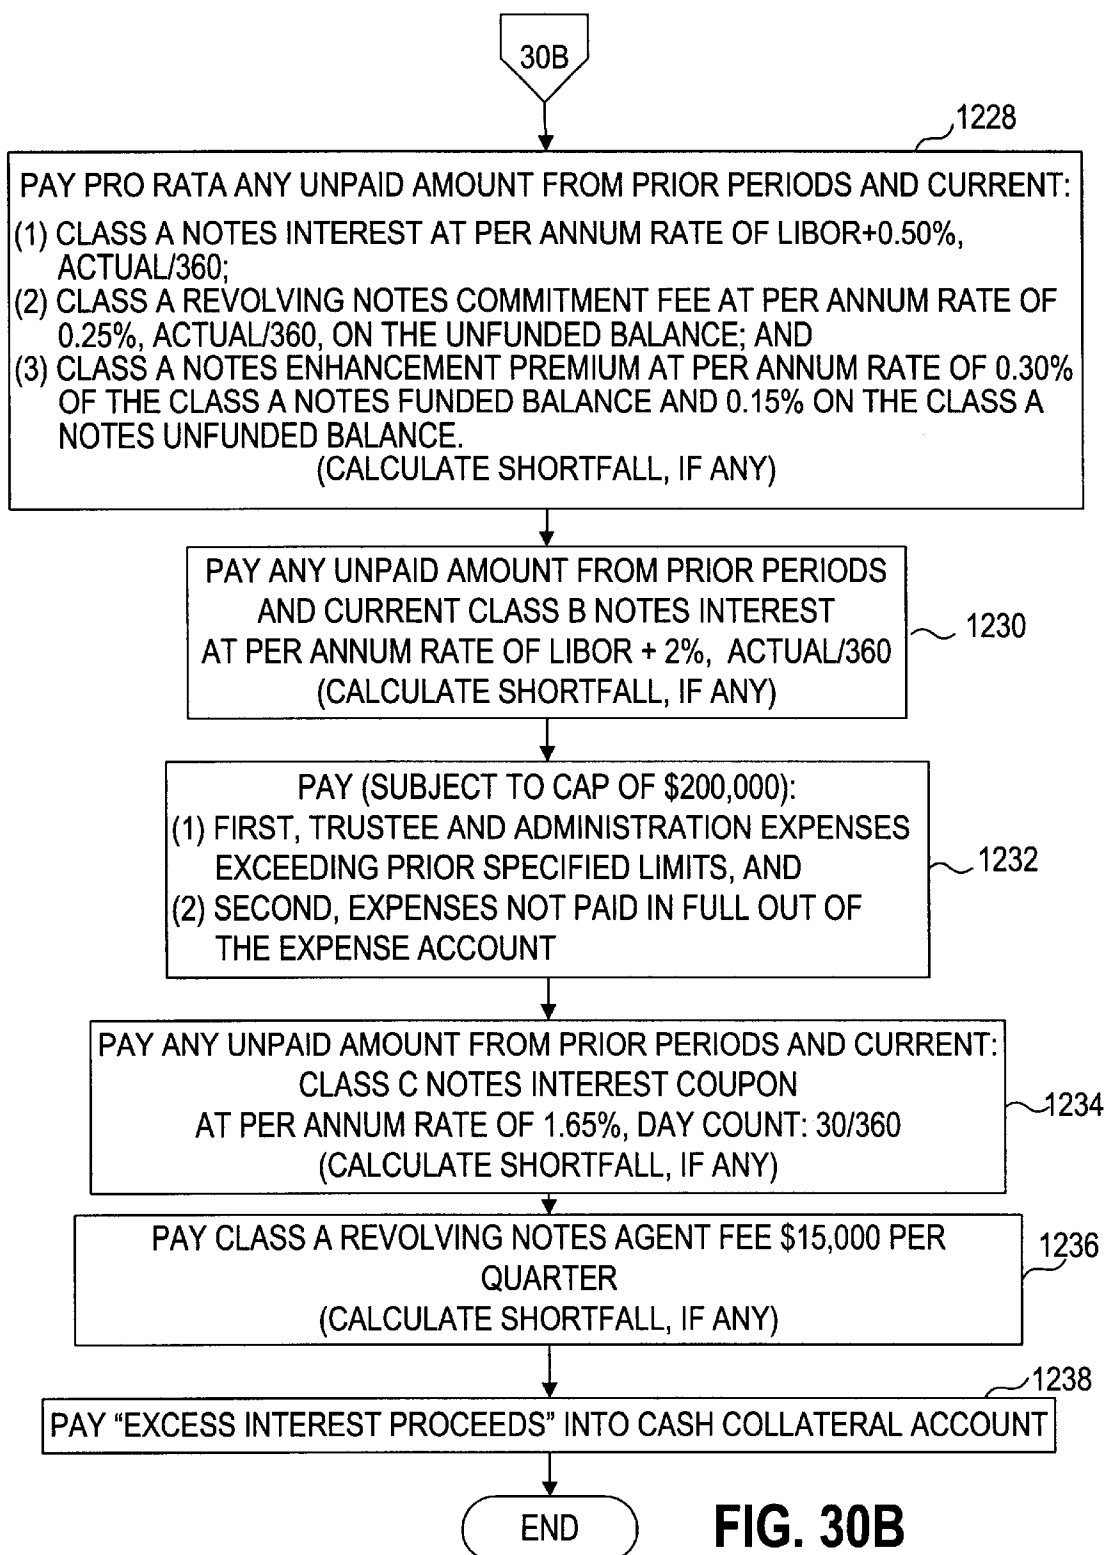 30B
1228
PAY PRO RATA ANY UNPAID AMOUNT FROM PRIOR PERIODS AND CURRENT:
(1) CLASS A NOTES INTEREST AT PER ANNUM RATE OF LIBOR+0.50%,
ACTUAL/360;
(2) CLASS A REVOLVING NOTES COMMITMENT FEE AT PER ANNUM RATE OF
0.25%, ACTUAL/360, ON THE UNFUNDED BALANCE; AND
(3) CLASS A NOTES ENHANCEMENT PREMIUM AT PER ANNUM RATE OF 0.30%
OF THE CLASS A NOTES FUNDED BALANCE AND 0.15% ON THE CLASS A
NOTES UNFUNDED BALANCE.
(CALCULATE SHORTFALL, IF ANY)
PAY ANY UNPAID AMOUNT FROM PRIOR PERIODS
AND CURRENT CLASS B NOTES INTEREST
AT PER ANNUM RATE OF LIBOR + 2%, ACTUAL/360
(CALCULATE SHORTFALL, IF ANY)
1230
PAY (SUBJECT TO CAP OF $200,000):
(1) FIRST, TRUSTEE AND ADMINISTRATION EXPENSES
EXCEEDING PRIOR SPECIFIED LIMITS, AND
(2) SECOND, EXPENSES NOT PAID IN FULL OUT OF
THE EXPENSE ACCOUNT
1232
PAY ANY UNPAID AMOUNT FROM PRIOR PERIODS AND CURRENT:
CLASS C NOTES INTEREST COUPON
AT PER ANNUM RATE OF 1.65%, DAY COUNT: 30/360
(CALCULATE SHORTFALL, IF ANY)
1234
PAY CLASS A REVOLVING NOTES AGENT FEE $15,000 PER
QUARTER
(CALCULATE SHORTFALL, IF ANY)
1236
1238
PAY “EXCESS INTEREST PROCEEDS” INTO CASH COLLATERAL ACCOUNT
END
FIG. 30B